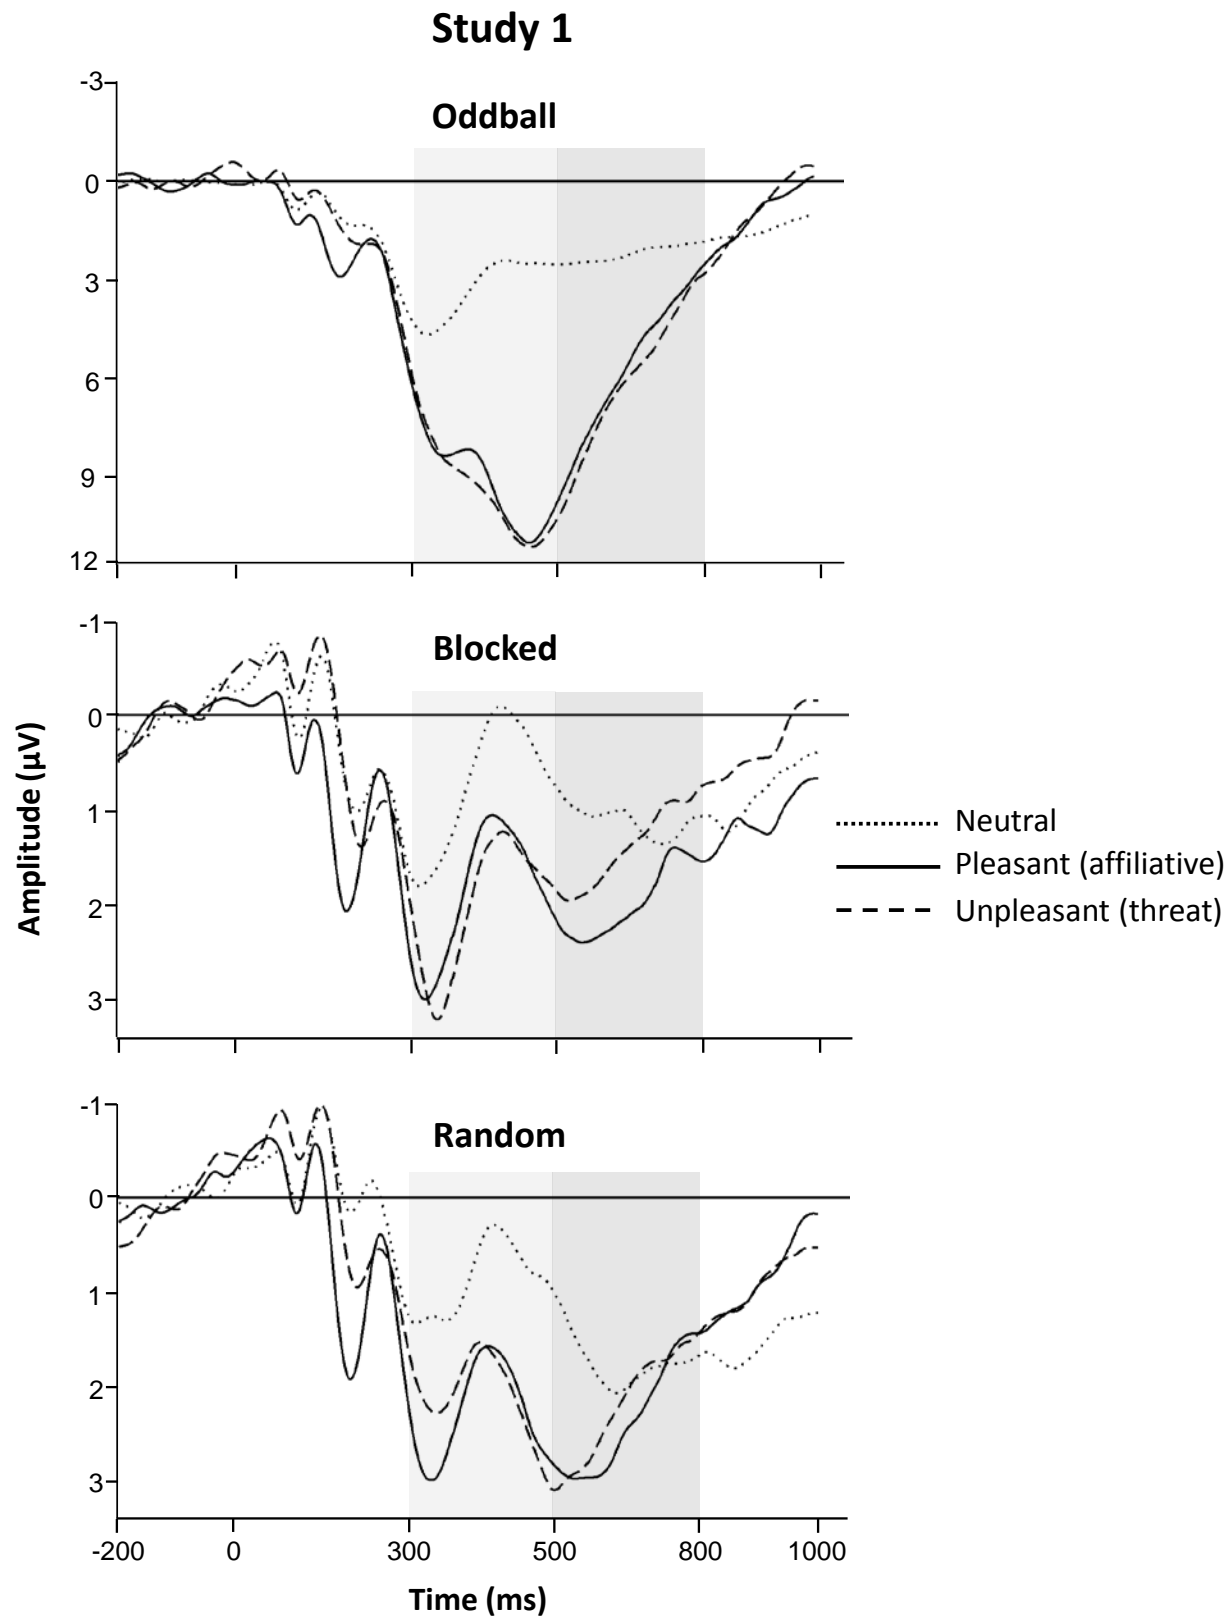 Study 1
-3
Oddball
0
3
6
9
12
-1
Blocked
0
1
2
3
Amplitude (μV)
Neutral
Pleasant (affiliative)
Unpleasant (threat)
-1
Random
0
1
2
3
-200 0 300 500 800 1000
Time (ms)